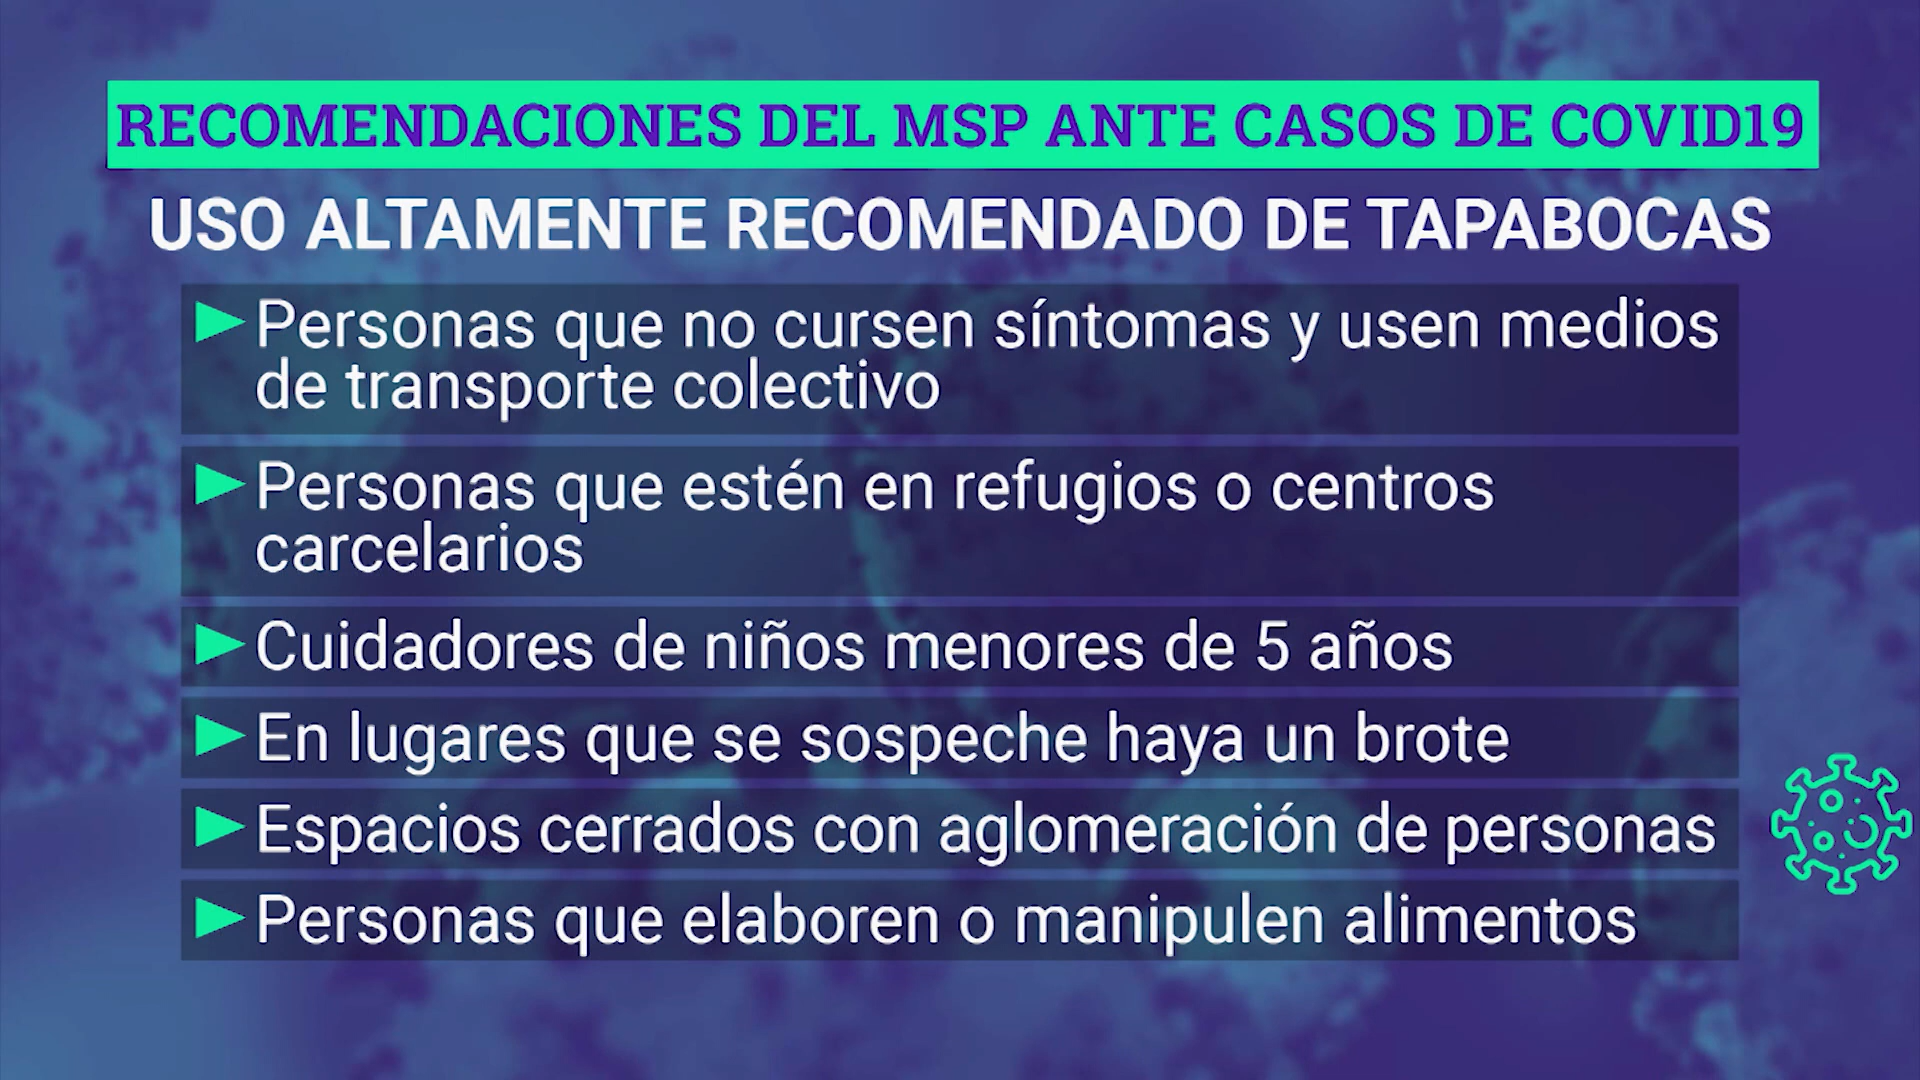 RECOMENDACIONES DEL MSP ANTE CASOS DE COVID19
USO ALTAMENTE RECOMENDADO DE TAPABOCAS
Personas que no cursen síntomas y usen medios
de transporte colectivo
Personas que estén en refugios o centros
carcelarios
Cuidadores de niños menores de 5 años
En lugares que se sospeche haya un brote
Espacios cerrados con aglomeración de personas
Personas que elaboren o manipulen alimentos